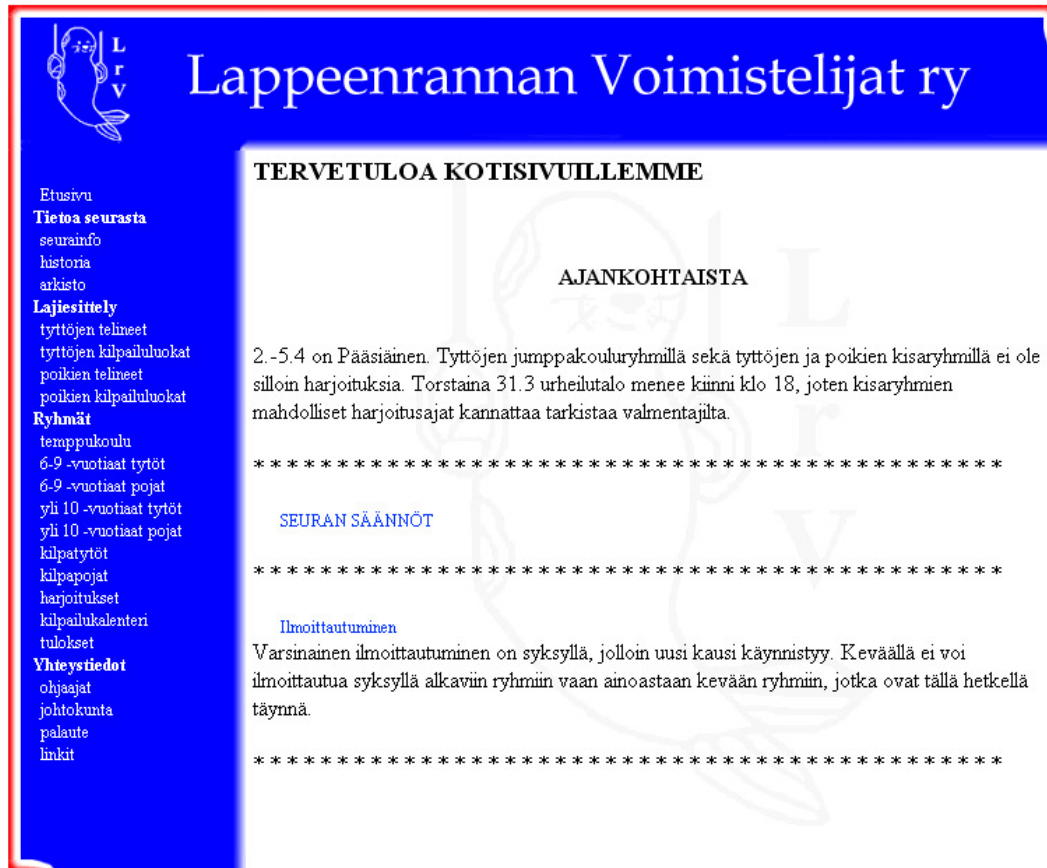 L
r
V
Lappeenrannan Voimistelijat ry
Etusivu
Tietoa seurasta
seurainfo
historia
arkisto
Lajiesittely
tyttöjen telineet
tyttöjen kilpailuluokat
poikien telineet
poikien kilpailuluokat
Ryhmät
temppukoulu
6-9 -vuotiaat tytöt
6-9 -vuotiaat pojat
yli 10 -vuotiaat tytöt
yli 10 -vuotiaat pojat
kilpatytöt
kilpapojat
harjoitukset
kilpailukalenteri
tulokset
Yhteystiedot
ohjaajat
johtokunta
palaute
linkit
TERVETULOA KOTISIVUILLEMME
AJANKOHTAISTA
2.-5.4 on Pääsiäinen. Tyttöjen jumppakouluryhmillä sekä tyttöjen ja poikien kisaryhmillä ei ole
silloin harjoituksia. Torstaina 31.3 urheilutalo menee kiinni klo 18, joten kisaryhmien
mahdolliset harjoitusajat kannattaa tarkistaa valmentajilta.
* * * * * * * * * * * * * * * * * * * * * * * * * * * * * * * * * * * * * * * * * * * * *
SEURAN SÄÄNNÖT
* * * * * * * * * * * * * * * * * * * * * * * * * * * * * * * * * * * * * * * * * * * * *
Ilmoittautuminen
Varsinainen ilmoittautuminen on syksyllä, jolloin uusi kausi käynnistyy. Keväällä ei voi
ilmoittautua syksyllä alkaviin ryhmiin vaan ainoastaan kevään ryhmiin, jotka ovat tällä hetkellä
täynnä.
* * * * * * * * * * * * * * * * * * * * * * * * * * * * * * * * * * * * * * * * * * * * *
L
r
V